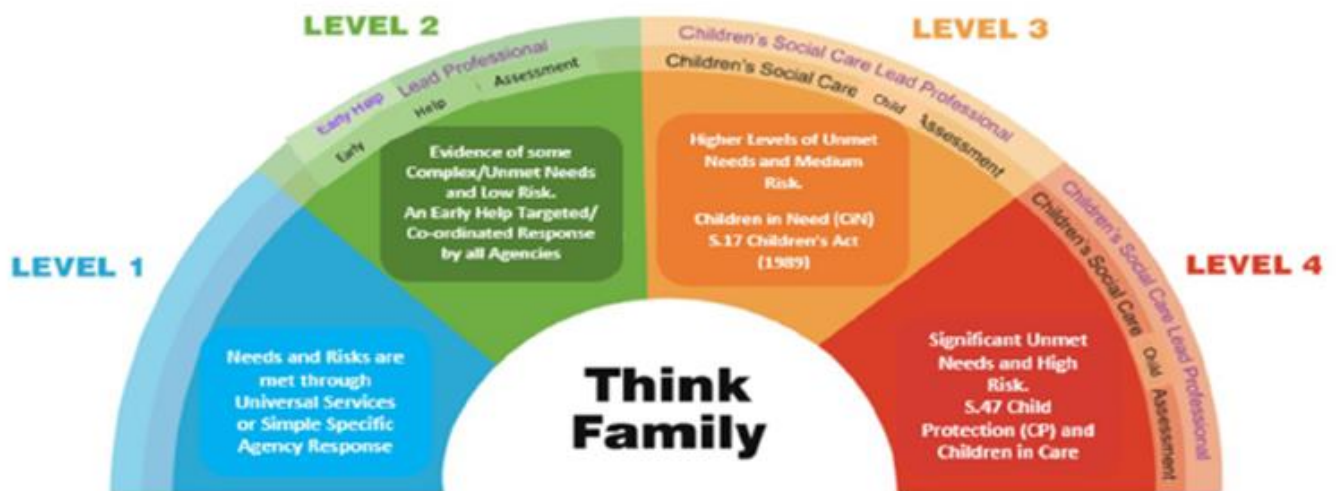 LEVEL 1
Needs and Risks are
met through
Universal Services
or Simple Specific
Agency Response
LEVEL 2
Early Help Lead Professional
Early Help Assessment
Evidence of some
Complex/Unmet Needs
and Low Risk.
An Early Help Targeted/
Co-ordinated Response
by all Agencies
LEVEL 3
Children's Social Care Lead Professional
Children's Social Care Child Assessment
Higher Levels of Unmet
Needs and Medium
Risk.
Children in Need (CiN)
S.17 Children's Act
(1989)
LEVEL 4
Children's Social Care Lead Professional
Children's Social Care Child Assessment
Significant Unmet
Needs and High
Risk.
S.47 Child
Protection (CP) and
Children in Care
Think
Family